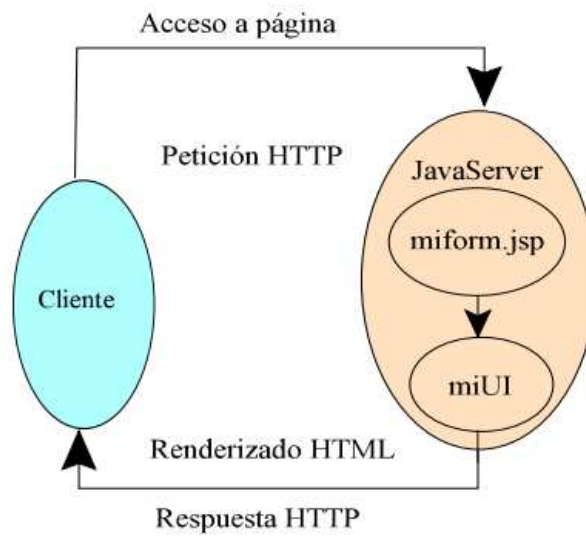 Acceso a página
Petición HTTP
JavaServer
miform.jsp
Cliente
miUI
Renderizado HTML
Respuesta HTTP